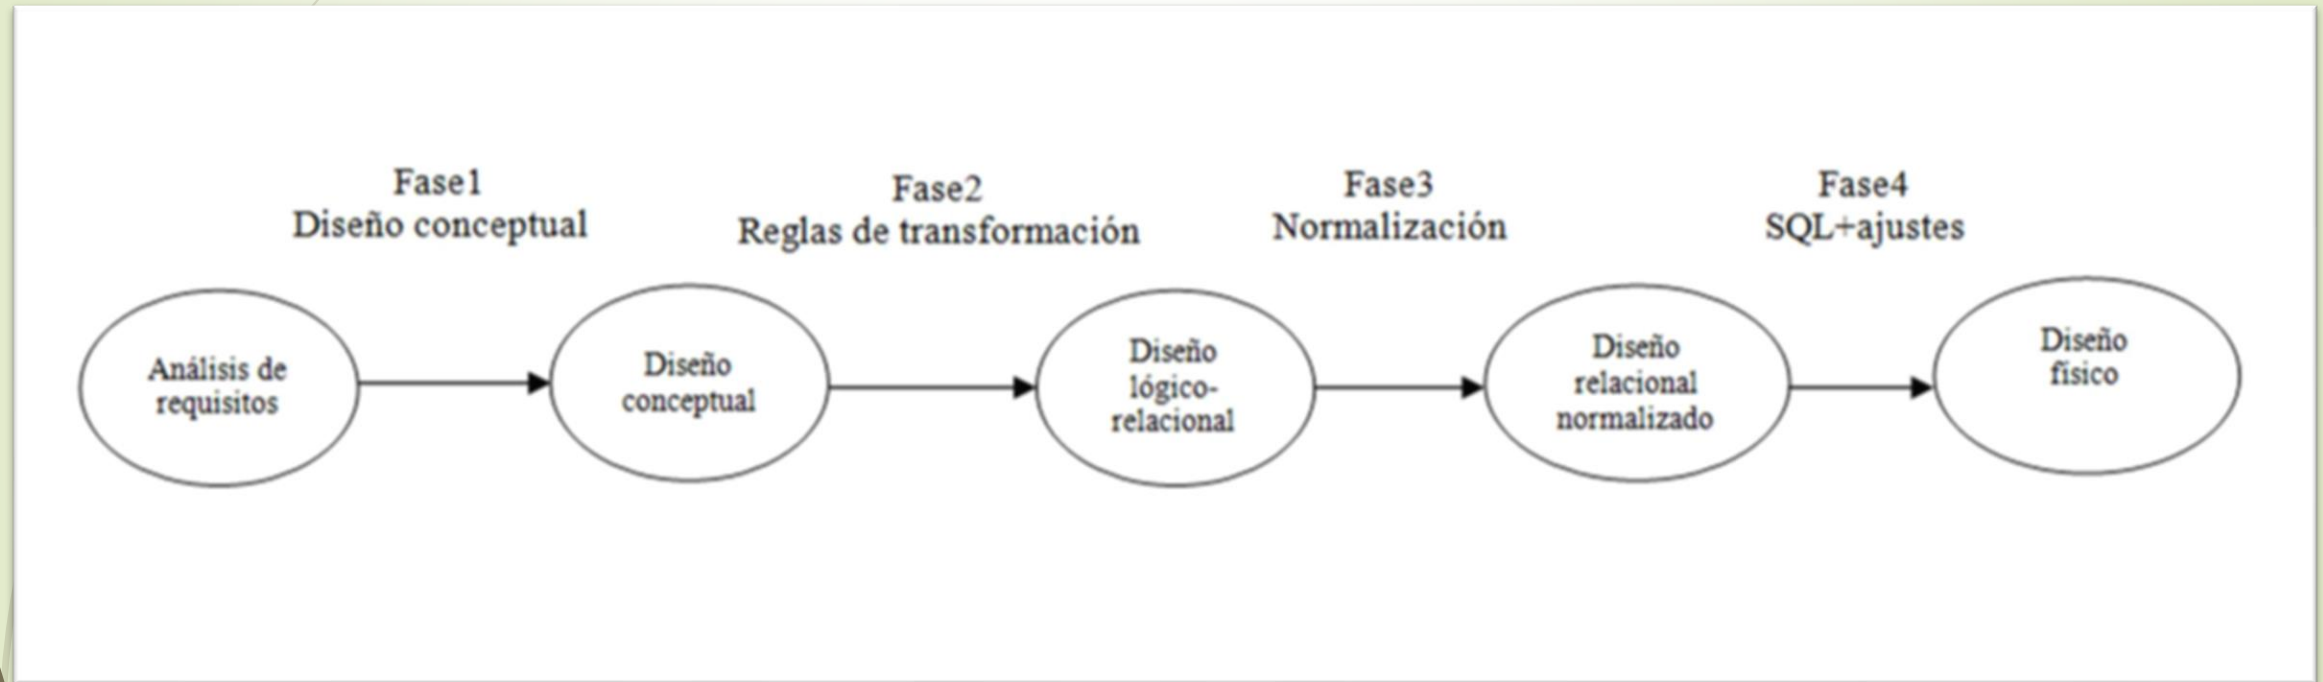 Fase1
Diseño conceptual
Fase2
Reglas de transformación
Fase3
Normalización
Fase4
SQL+ajustes
Análisis de
requisitos
Diseño
conceptual
Diseño
lógico-
relacional
Diseño
relacional
normalizado
Diseño
físico